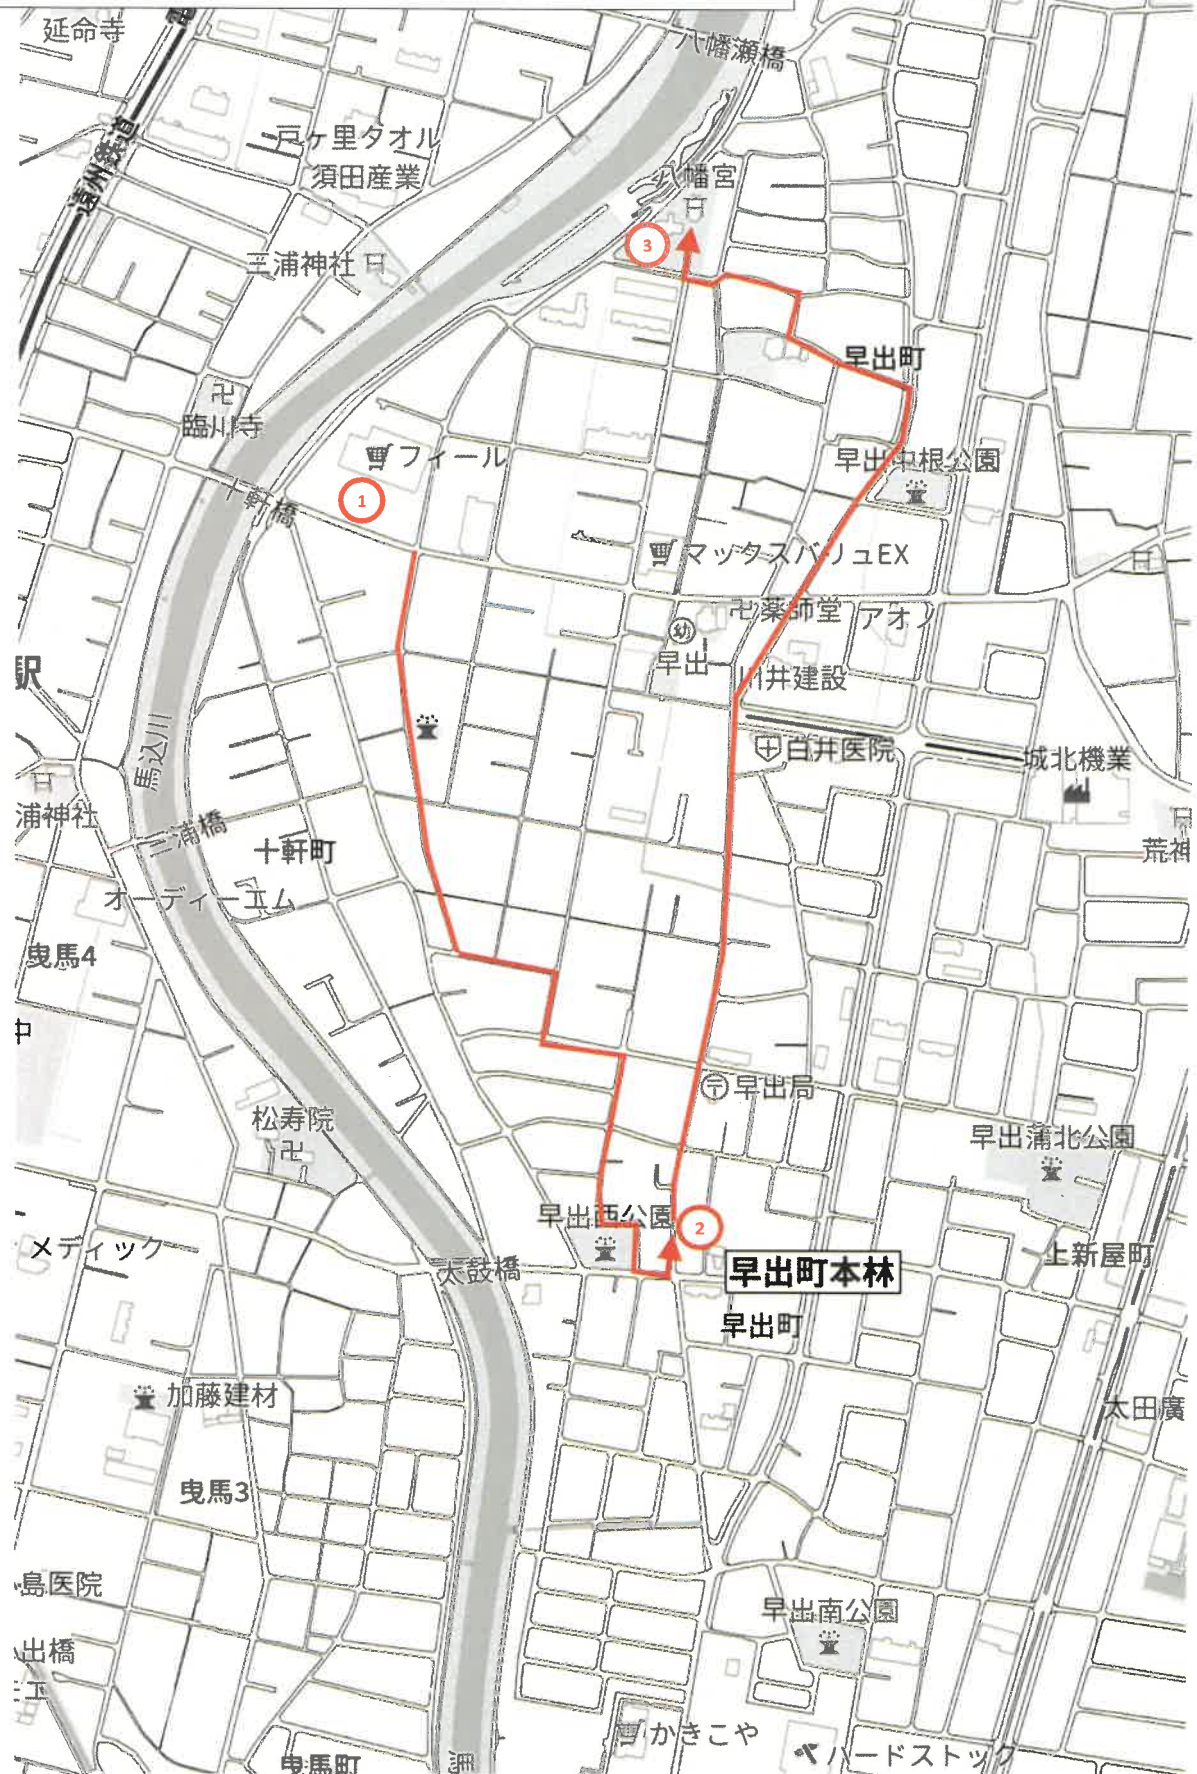 延命寺
八幡瀬橋
遠州鉄道
戸ヶ里タオル
須田産業
八幡宮
3
三浦神社
早出町
臨川寺
フィール
早出中根公園
十軒橋
1
マックスバリュEX
薬師堂
アオノ
幼
早出
川井建設
駅
白井医院
城北機業
馬込川
浦神社
三浦橋
十軒町
荒神
オーディーエム
曳馬4
中
早出局
松寿院
早出蒲北公園
早出西公園
2
メディック
太鼓橋
早出町本林
上新屋町
早出町
加藤建材
太田廣
曳馬3
島医院
早出南公園
出橋
かきこや
ハードストック
曳馬町